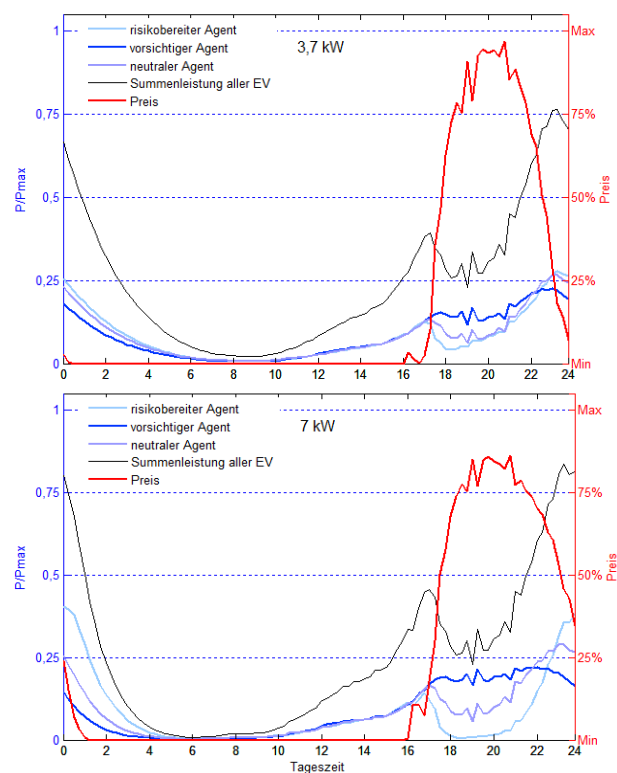 1
0,75
0,5
0,25
0
P/Pmax
risikobereiter Agent
vorsichtiger Agent
neutraler Agent
Summenleistung aller EV
Preis
3,7 kW
Max
75%
50%
25%
Min
Preis
0 2 4 6 8 10 12 14 16 18 20 22 24
1
0,75
0,5
0,25
0
P/Pmax
risikobereiter Agent
vorsichtiger Agent
neutraler Agent
Summenleistung aller EV
Preis
7 kW
Max
75%
50%
25%
Min
Preis
0 2 4 6 8 10 12 14 16 18 20 22 24
Tageszeit